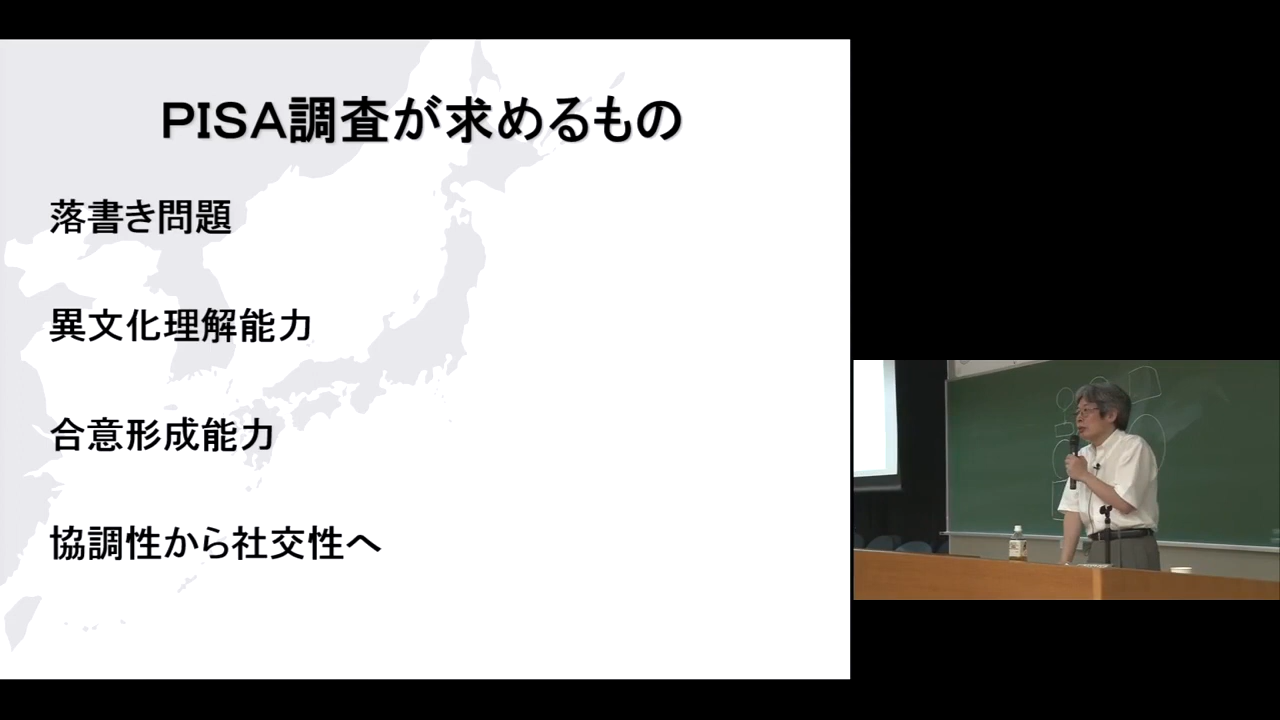 ＰＩＳＡ調査が求めるもの
落書き問題
異文化理解能力
合意形成能力
協調性から社交性へ